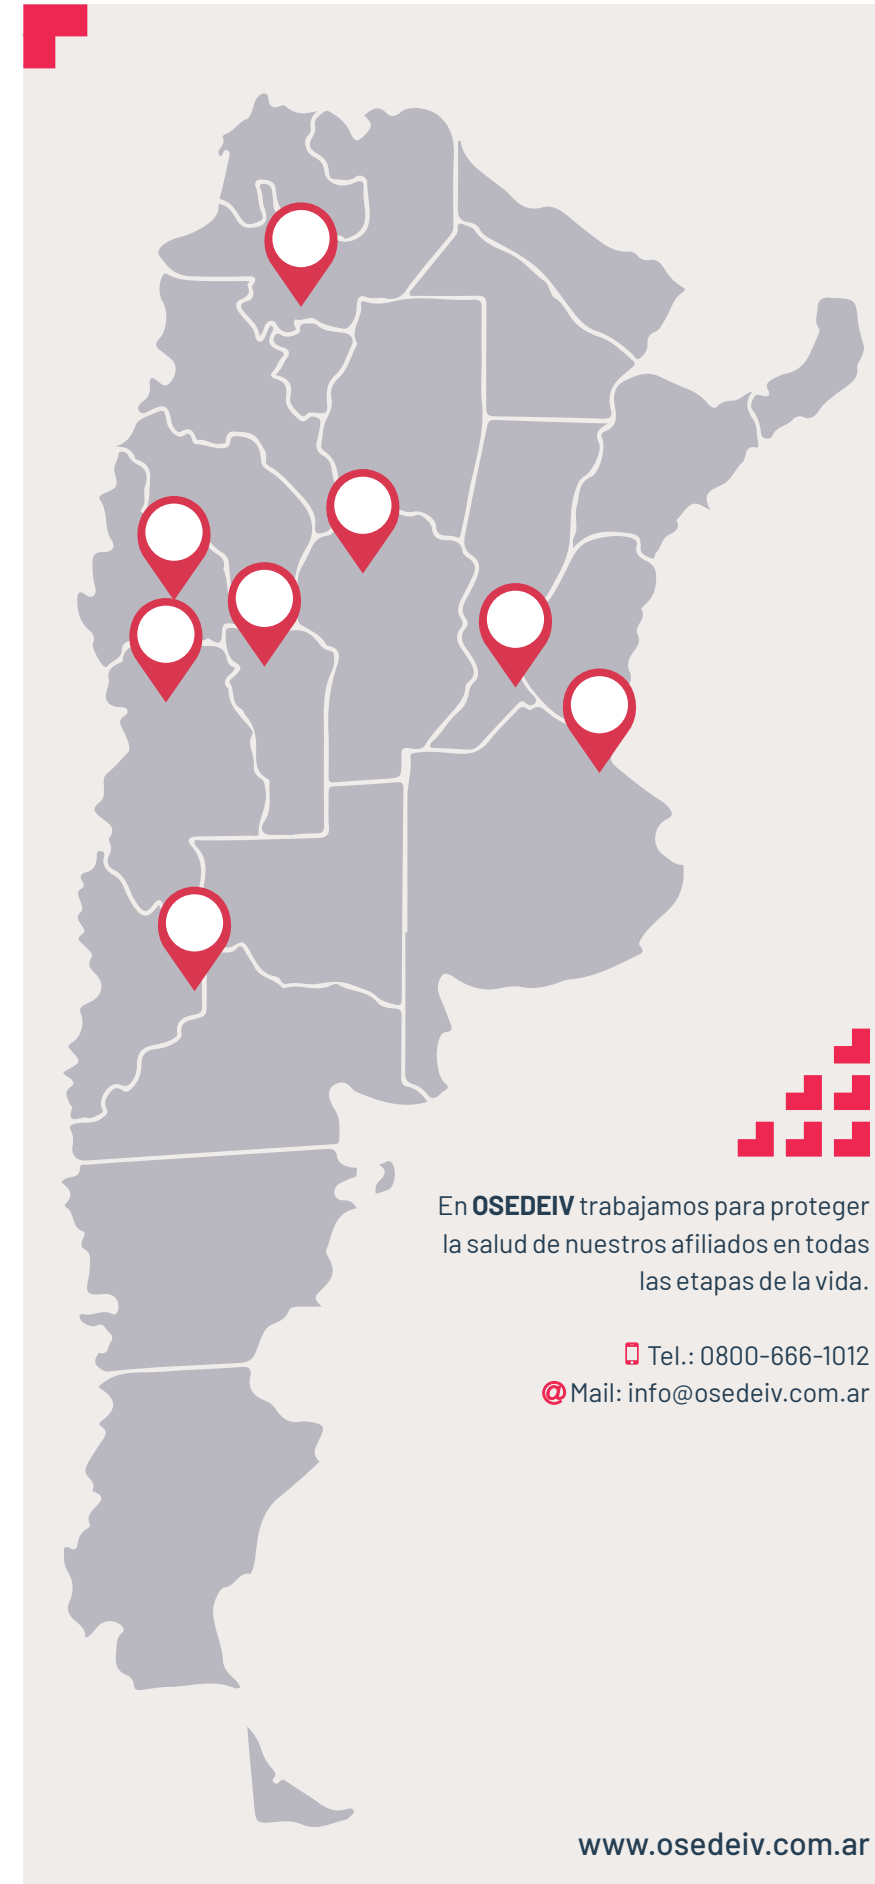 En OSEDEIV trabajamos para proteger
la salud de nuestros afiliados en todas
las etapas de la vida.
Tel.: 0800-666-1012
@ Mail: info@osedeiv.com.ar
www.osedeiv.com.ar